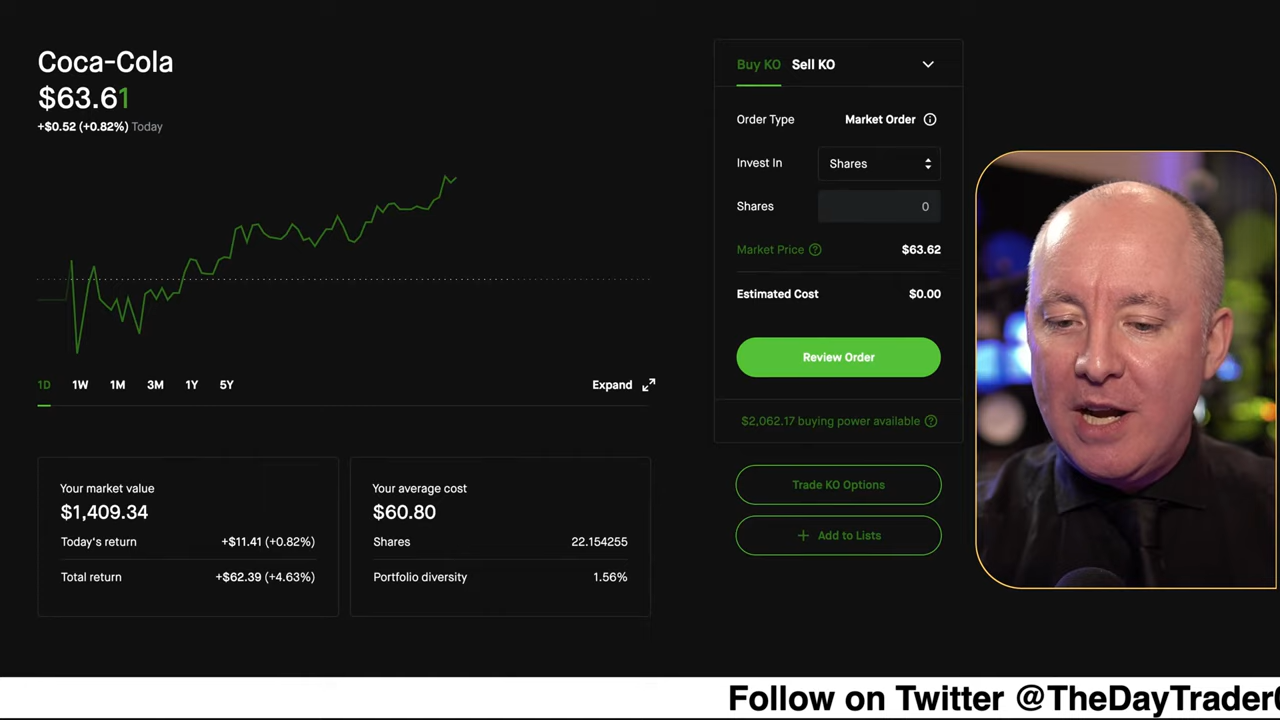 Coca-Cola
$63.61
+$0.52 (+0.82%) Today
1D 1W 1M 3M 1Y 5Y
Expand
Your market value
$1,409.34
Today's return +$11.41 (+0.82%)
Total return +$62.39 (+4.63%)
Your average cost
$60.80
Shares 22.154255
Portfolio diversity 1.56%
Buy KO Sell KO
Order Type Market Order
Invest In Shares
Shares 0
Market Price $63.62
Estimated Cost $0.00
Review Order
$2,062.17 buying power available
Trade KO Options
+ Add to Lists
Follow on Twitter @TheDayTrader